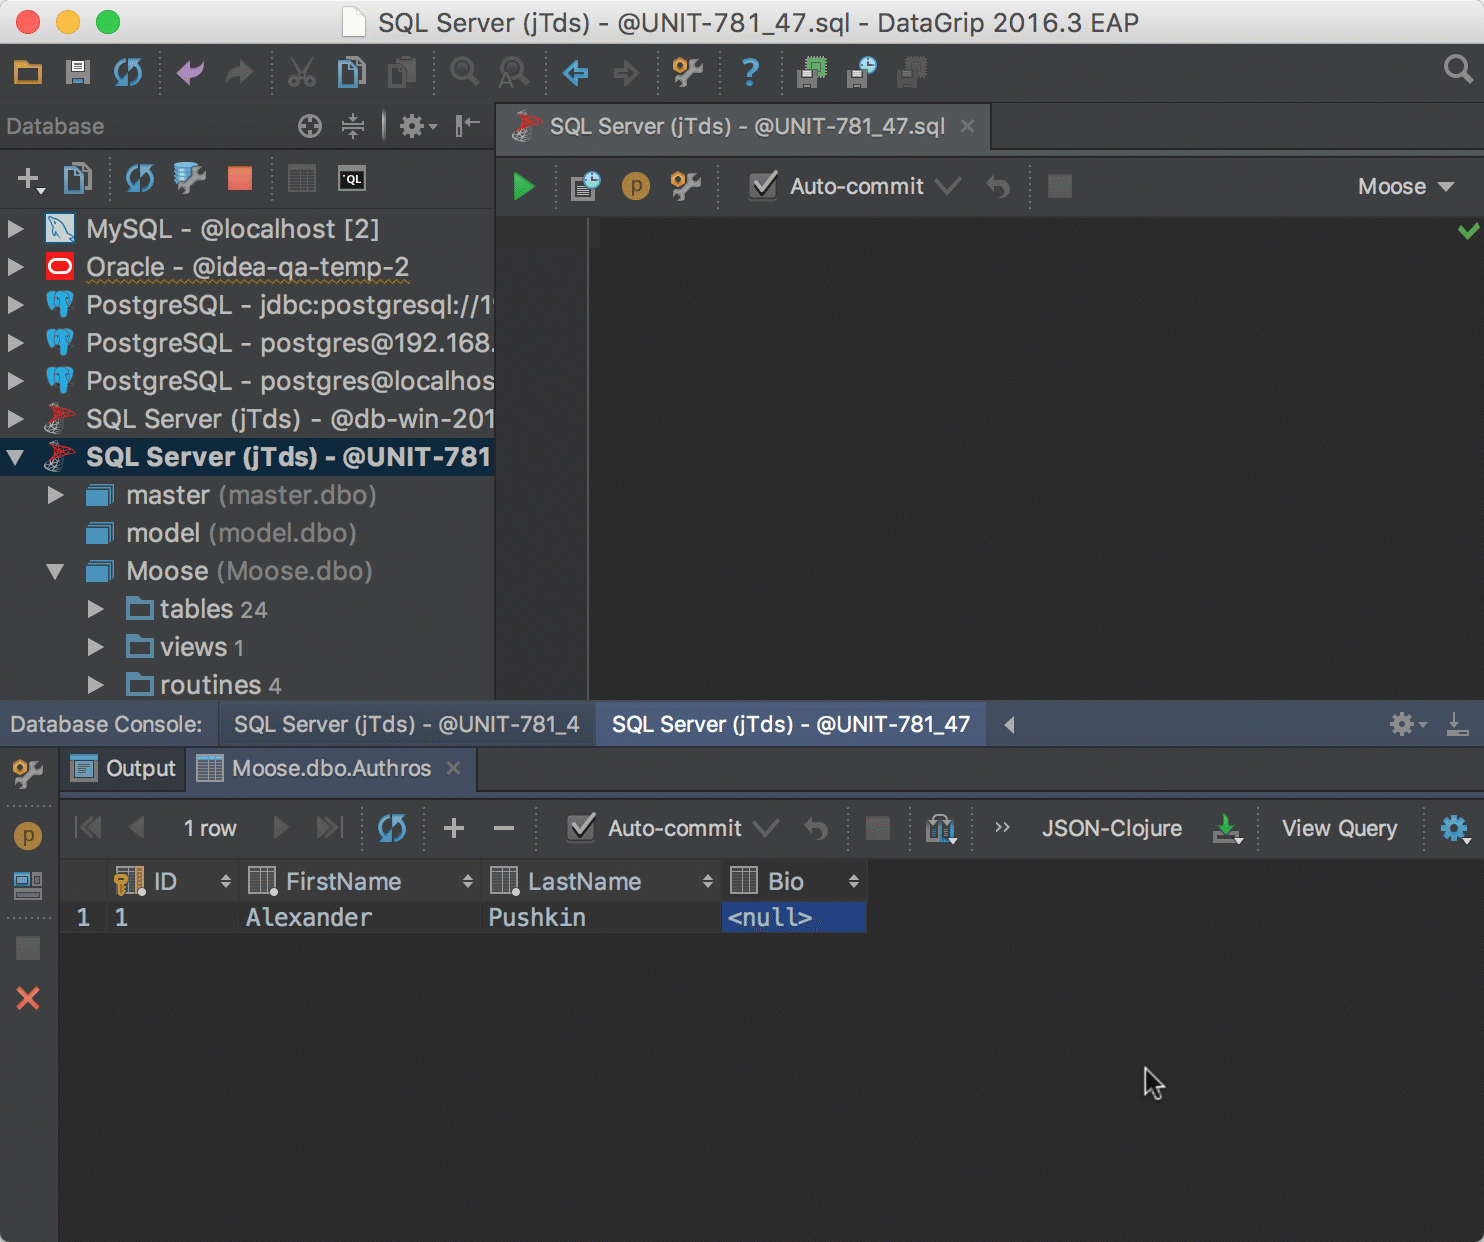 SQL Server (jTds) - @UNIT-781_47.sql - DataGrip 2016.3 EAP
Database
SQL Server (jTds) - @UNIT-781_47.sql
Auto-commit
Moose
MySQL - @localhost [2]
Oracle - @idea-qa-temp-2
PostgreSQL - jdbc:postgresql://19
PostgreSQL - postgres@192.168.
PostgreSQL - postgres@localhos
SQL Server (jTds) - @db-win-201
SQL Server (jTds) - @UNIT-781
master (master.dbo)
model (model.dbo)
Moose (Moose.dbo)
tables 24
views 1
routines 4
Database Console: SQL Server (jTds) - @UNIT-781_4 SQL Server (jTds) - @UNIT-781_47
Output Moose.dbo.Authros
1 row Auto-commit JSON-Clojure View Query
ID FirstName LastName Bio
1 1 Alexander Pushkin <null>